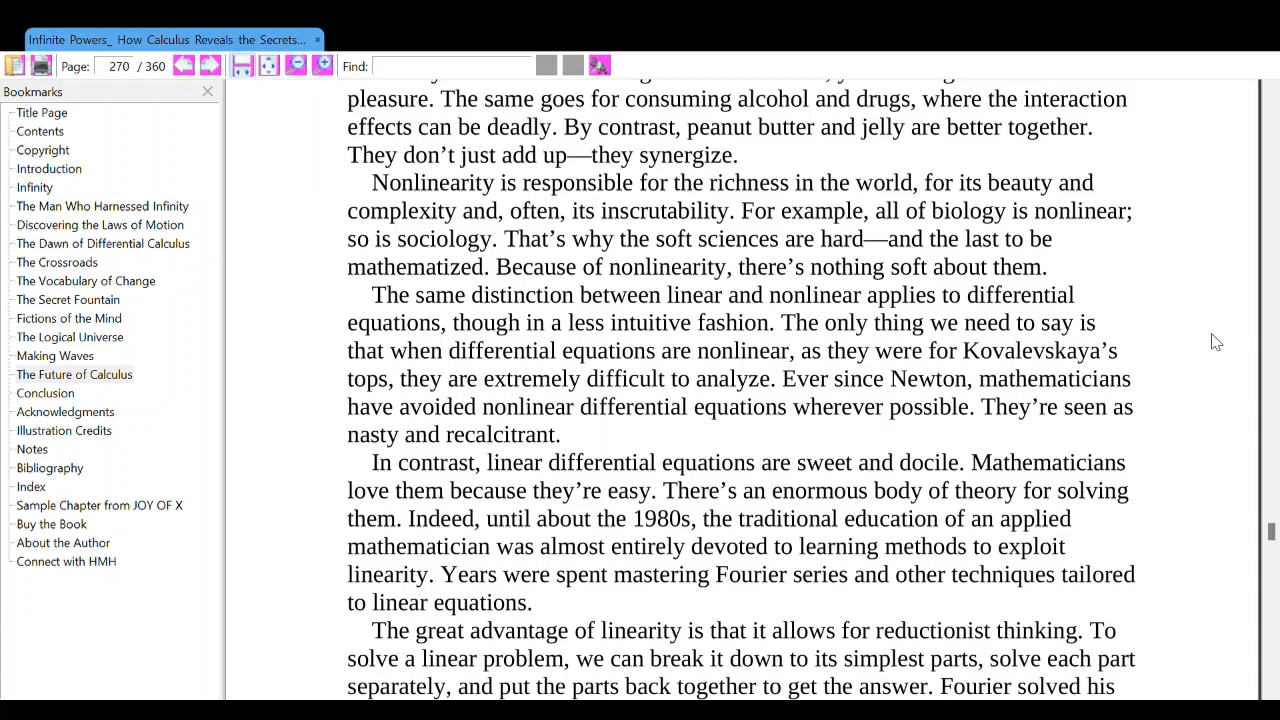 Infinite Powers_ How Calculus Reveals the Secrets... ×
Page: 270 / 360 Find:
Bookmarks
Title Page
Contents
Copyright
Introduction
Infinity
The Man Who Harnessed Infinity
Discovering the Laws of Motion
The Dawn of Differential Calculus
The Crossroads
The Vocabulary of Change
The Secret Fountain
Fictions of the Mind
The Logical Universe
Making Waves
The Future of Calculus
Conclusion
Acknowledgments
Illustration Credits
Notes
Bibliography
Index
Sample Chapter from JOY OF X
Buy the Book
About the Author
Connect with HMH
pleasure. The same goes for consuming alcohol and drugs, where the interaction
effects can be deadly. By contrast, peanut butter and jelly are better together.
They don’t just add up—they synergize.
Nonlinearity is responsible for the richness in the world, for its beauty and
complexity and, often, its inscrutability. For example, all of biology is nonlinear;
so is sociology. That’s why the soft sciences are hard—and the last to be
mathematized. Because of nonlinearity, there’s nothing soft about them.
The same distinction between linear and nonlinear applies to differential
equations, though in a less intuitive fashion. The only thing we need to say is
that when differential equations are nonlinear, as they were for Kovalevskaya’s
tops, they are extremely difficult to analyze. Ever since Newton, mathematicians
have avoided nonlinear differential equations wherever possible. They’re seen as
nasty and recalcitrant.
In contrast, linear differential equations are sweet and docile. Mathematicians
love them because they’re easy. There’s an enormous body of theory for solving
them. Indeed, until about the 1980s, the traditional education of an applied
mathematician was almost entirely devoted to learning methods to exploit
linearity. Years were spent mastering Fourier series and other techniques tailored
to linear equations.
The great advantage of linearity is that it allows for reductionist thinking. To
solve a linear problem, we can break it down to its simplest parts, solve each part
separately, and put the parts back together to get the answer. Fourier solved his